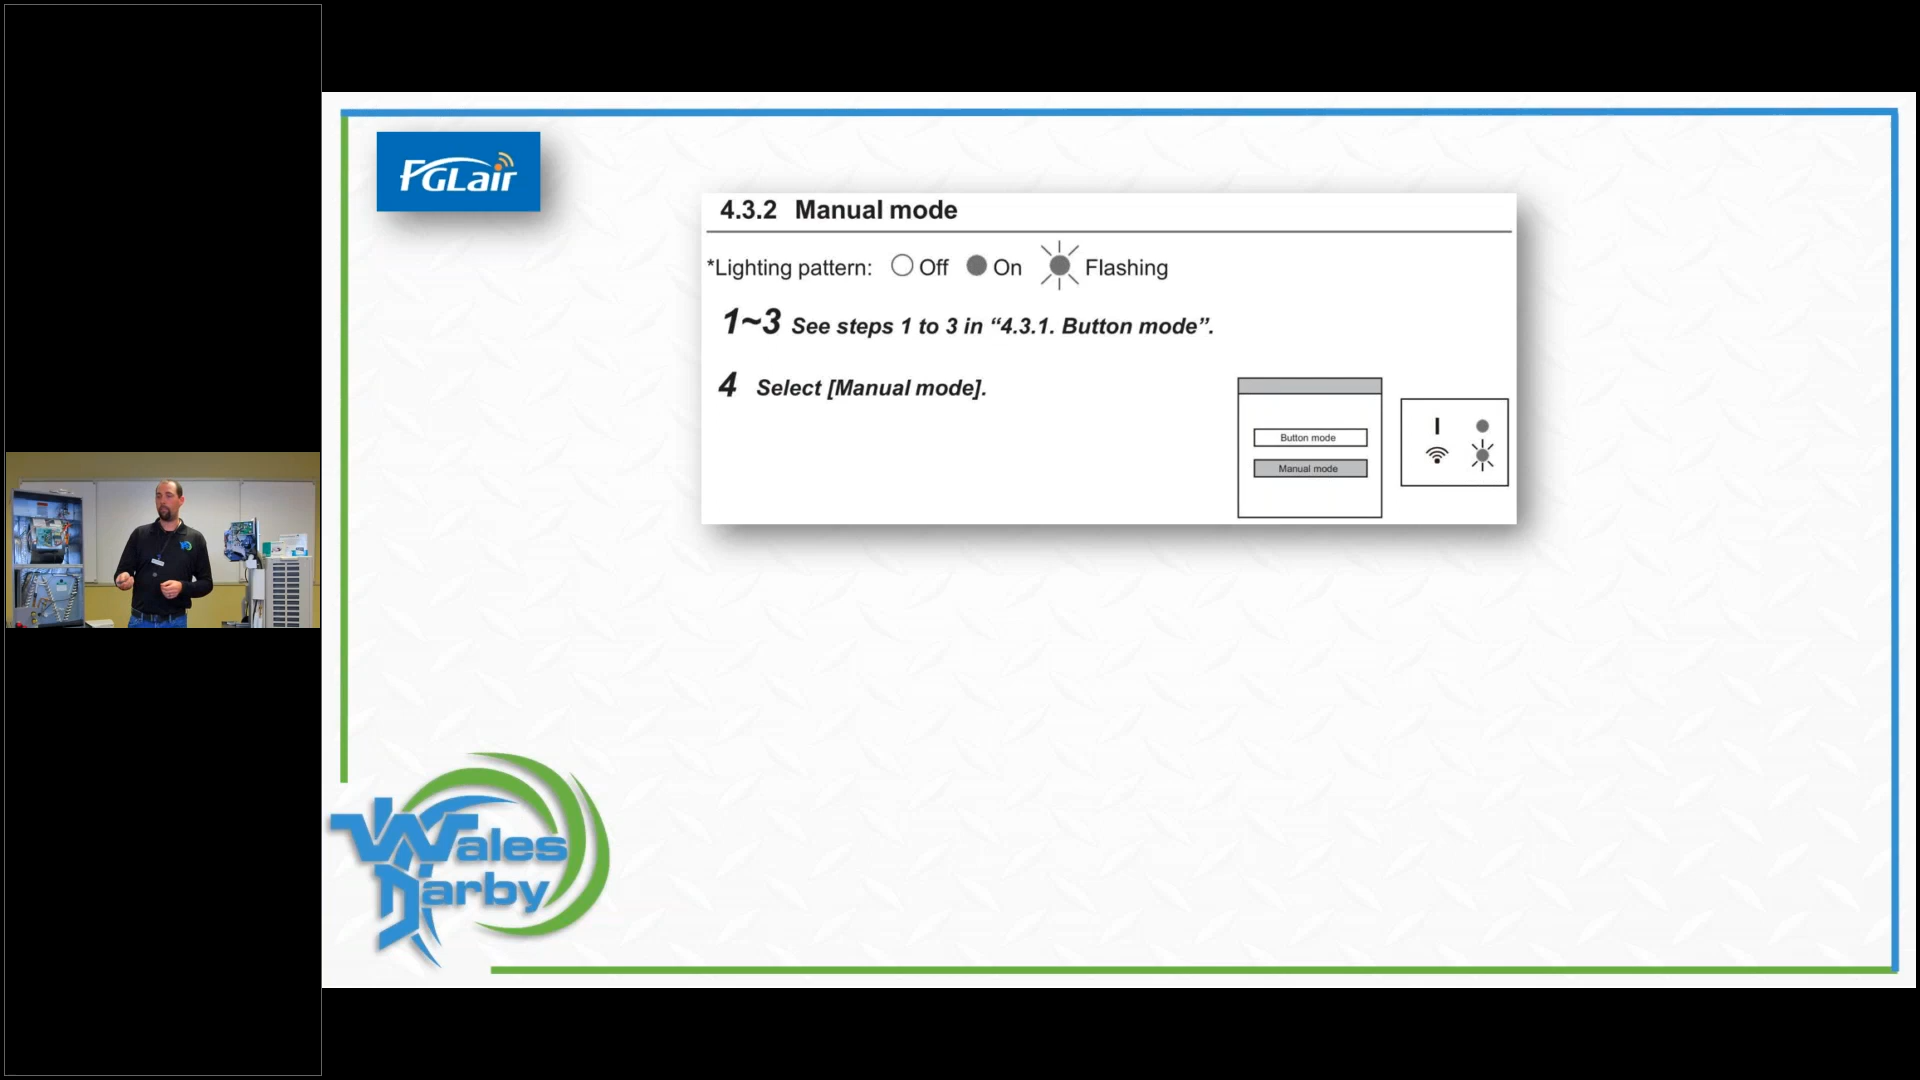 FGLair
4.3.2 Manual mode
*Lighting pattern: Off On Flashing
1~3 See steps 1 to 3 in “4.3.1. Button mode”.
4 Select [Manual mode].
Button mode
Manual mode
Wales
Darby